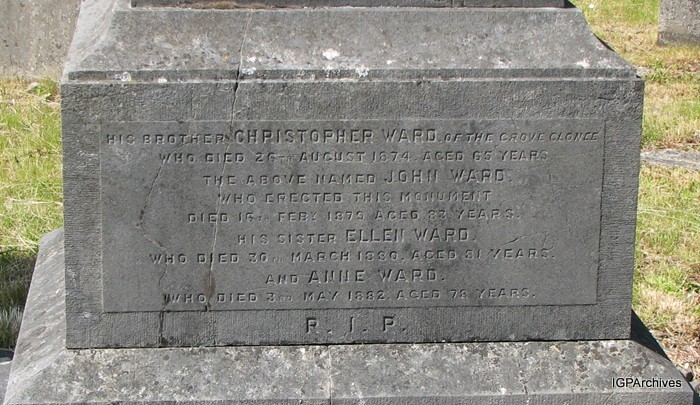 HIS BROTHER CHRISTOPHER WARD OF THE GROVE CLONEE
WHO DIED 26TH AUGUST 1874. AGED 65 YEARS
THE ABOVE NAMED JOHN WARD.
WHO ERECTED THIS MONUMENT
DIED 16TH FEBY 1879 AGED 83 YEARS.
HIS SISTER ELLEN WARD.
WHO DIED 30TH MARCH 1880. AGED 81 YEARS.
AND ANNE WARD.
WHO DIED MAY 1882. AGED 79 YEARS.
R. I. P.
IGPArchives